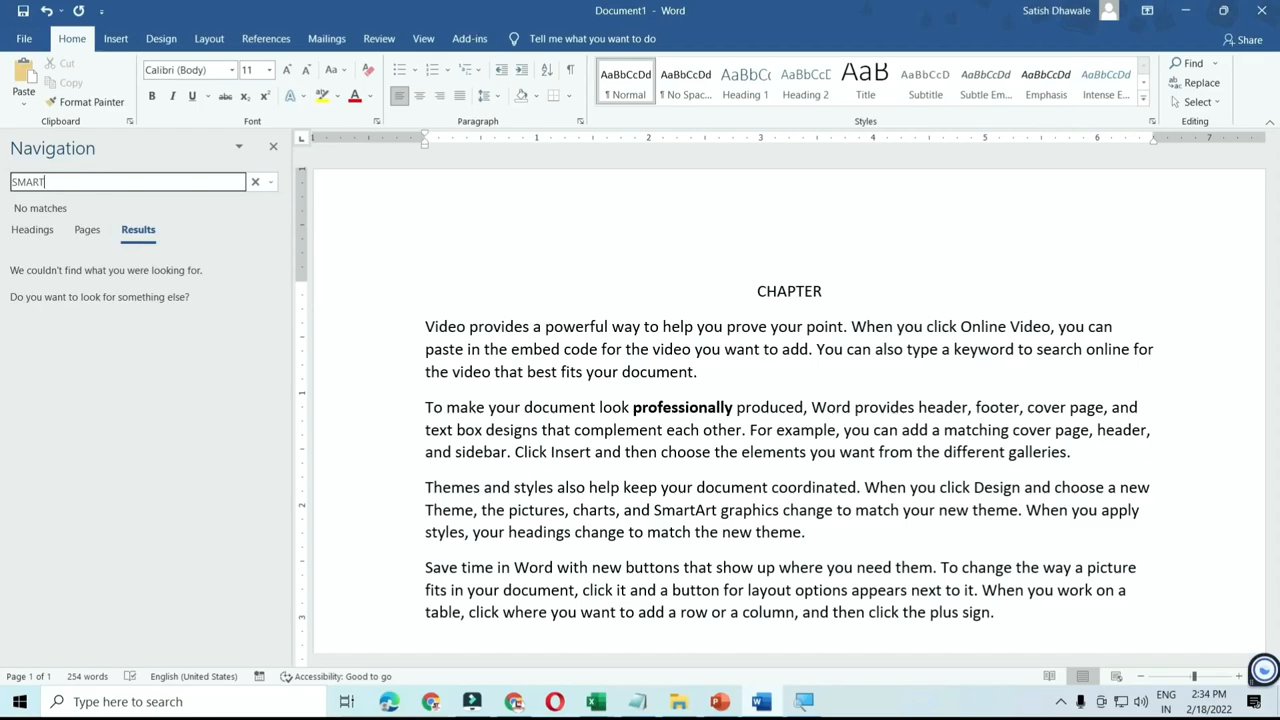 Document1 - Word
Satish Dhawale
File Home Insert Design Layout References Mailings Review View Add-ins Tell me what you want to do
Share
Paste
Cut
Copy
Format Painter
Clipboard
Calibri (Body) 11
Font
Paragraph
AaBbCcDd AaBbCcDd AaBbCc AaBbCcD AaB AaBbCcD AaBbCcDd AaBbCcDd AaBbCcDd
¶ Normal ¶ No Spac... Heading 1 Heading 2 Title Subtitle Subtle Em... Emphasis Intense E...
Styles
Find
Replace
Select
Editing
Navigation
SMART
No matches
Headings Pages Results
We couldn't find what you were looking for.
Do you want to look for something else?
1 1 2 3 4 5 6 7
CHAPTER
Video provides a powerful way to help you prove your point. When you click Online Video, you can
paste in the embed code for the video you want to add. You can also type a keyword to search online for
the video that best fits your document.
To make your document look professionally produced, Word provides header, footer, cover page, and
text box designs that complement each other. For example, you can add a matching cover page, header,
and sidebar. Click Insert and then choose the elements you want from the different galleries.
Themes and styles also help keep your document coordinated. When you click Design and choose a new
Theme, the pictures, charts, and SmartArt graphics change to match your new theme. When you apply
styles, your headings change to match the new theme.
Save time in Word with new buttons that show up where you need them. To change the way a picture
fits in your document, click it and a button for layout options appears next to it. When you work on a
table, click where you want to add a row or a column, and then click the plus sign.
Page 1 of 1 254 words English (United States) Accessibility: Good to go
Type here to search
ENG
IN
2:34 PM
2/18/2022